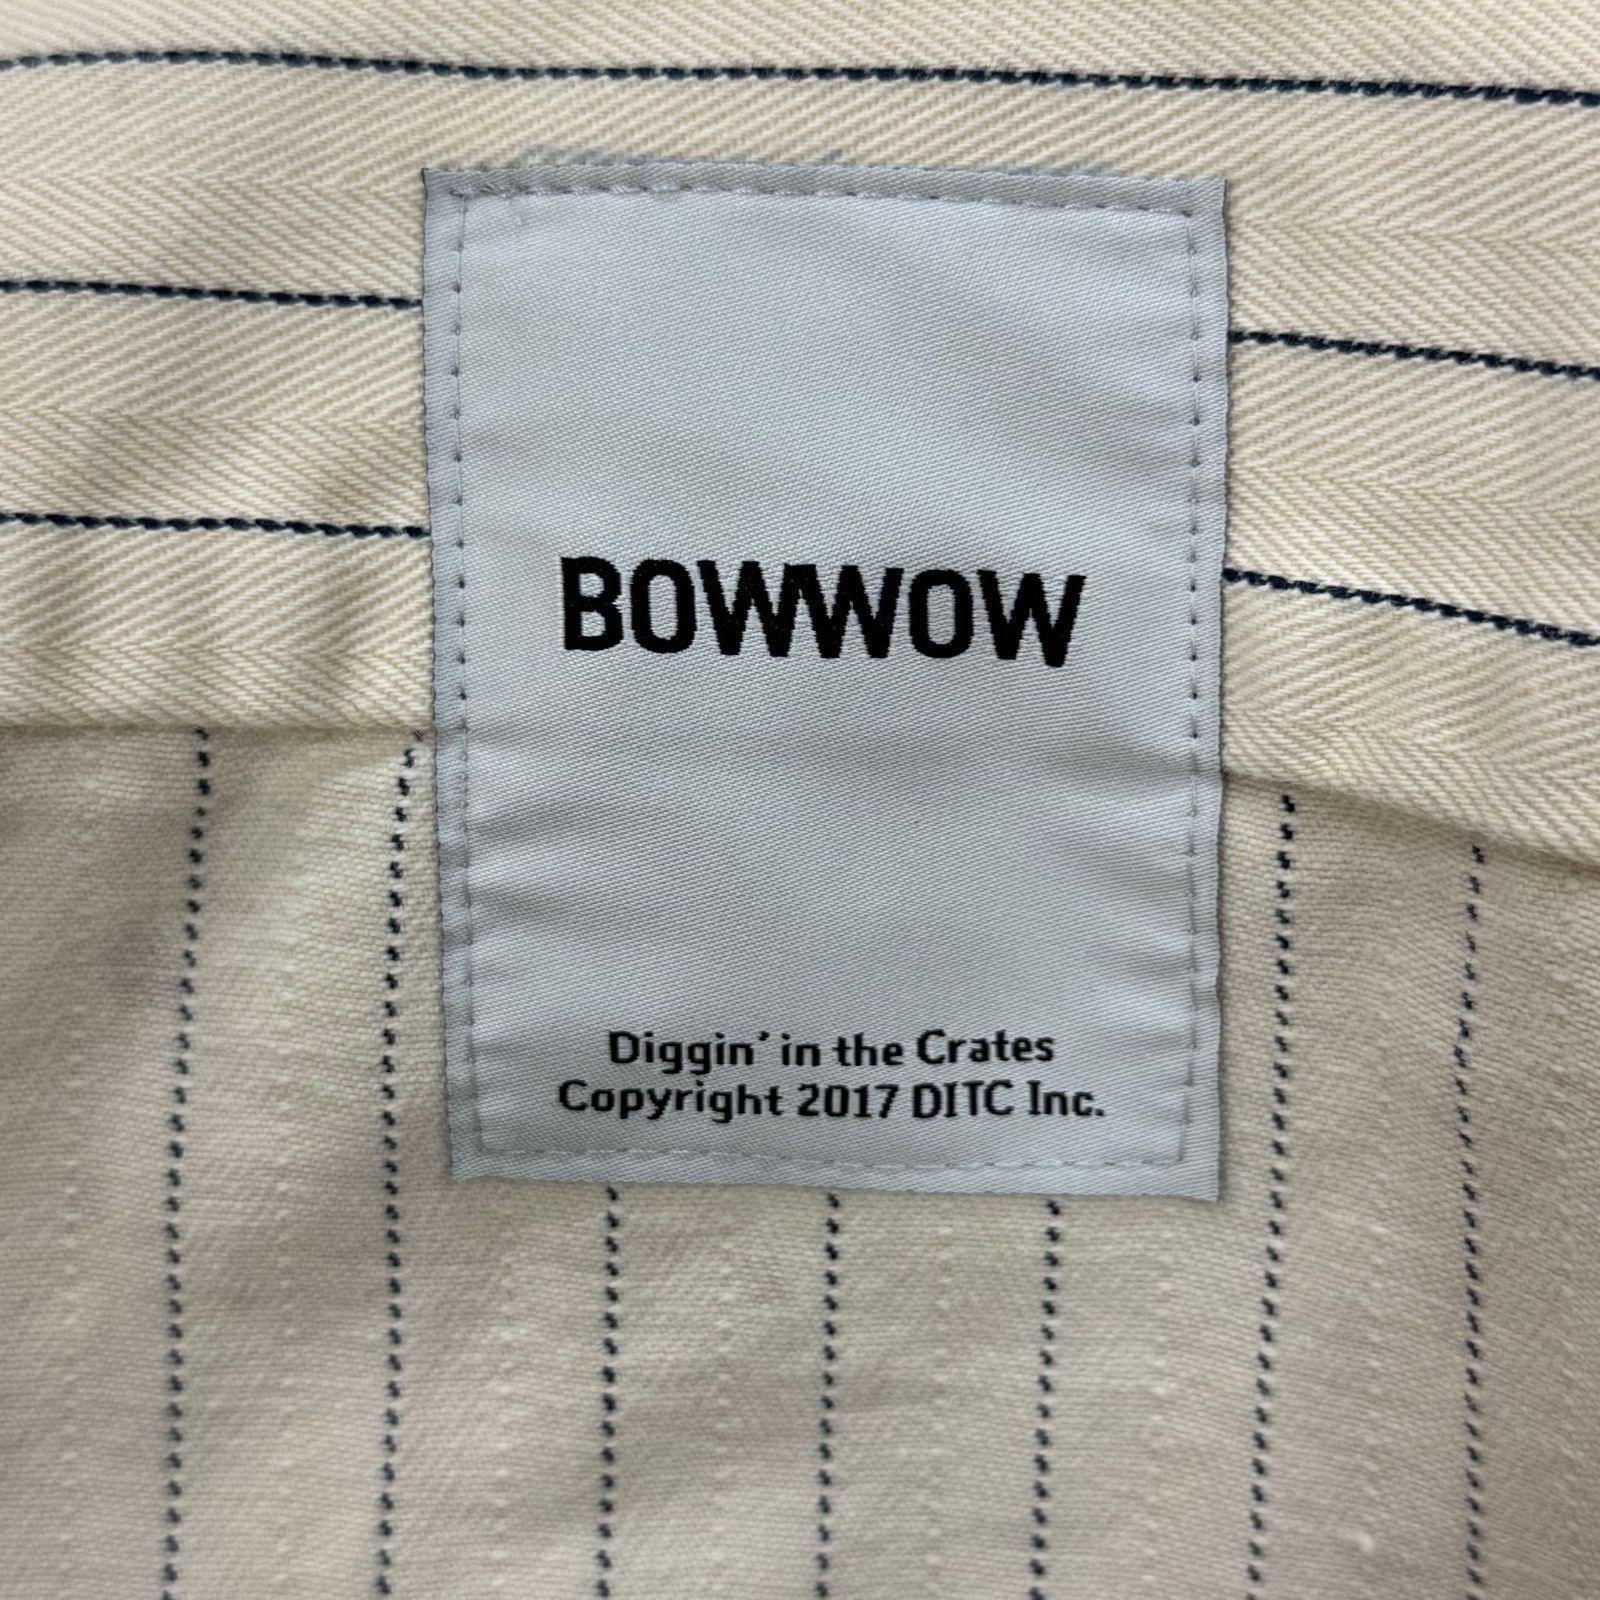 BOWWOW
Diggin' in the Crates
Copyright 2017 DITC Inc.